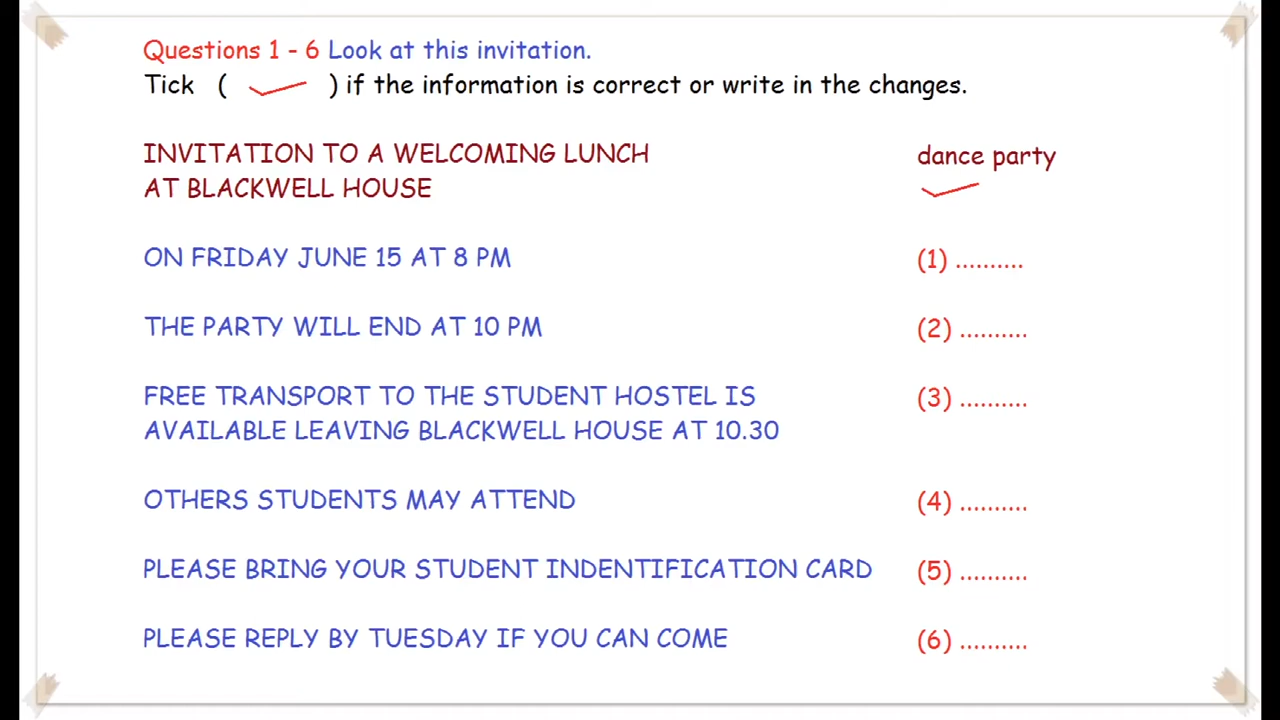 Questions 1 - 6 Look at this invitation.
Tick ( ✓ ) if the information is correct or write in the changes.
INVITATION TO A WELCOMING LUNCH dance party
AT BLACKWELL HOUSE ✓
ON FRIDAY JUNE 15 AT 8 PM (1) ..........
THE PARTY WILL END AT 10 PM (2) ..........
FREE TRANSPORT TO THE STUDENT HOSTEL IS (3) ..........
AVAILABLE LEAVING BLACKWELL HOUSE AT 10.30
OTHERS STUDENTS MAY ATTEND (4) ..........
PLEASE BRING YOUR STUDENT INDENTIFICATION CARD (5) ..........
PLEASE REPLY BY TUESDAY IF YOU CAN COME (6) ..........